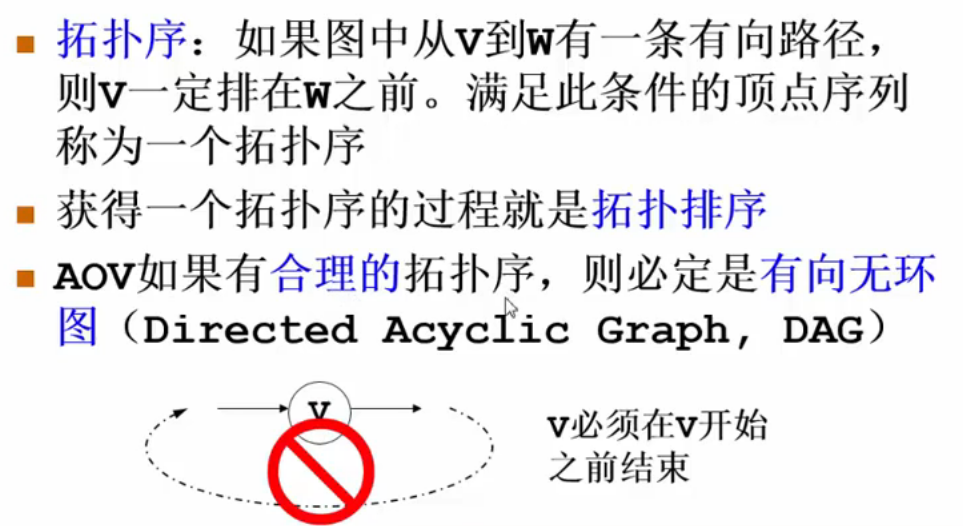 拓扑序：如果图中从V到W有一条有向路径，
则V一定排在W之前。满足此条件的顶点序列
称为一个拓扑序
获得一个拓扑序的过程就是拓扑排序
AOV如果有合理的拓扑序，则必定是有向无环
图（Directed Acyclic Graph, DAG）
v
v必须在v开始
之前结束